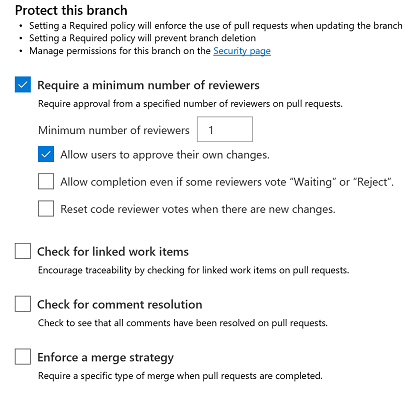 Protect this branch
• Setting a Required policy will enforce the use of pull requests when updating the branch
• Setting a Required policy will prevent branch deletion
• Manage permissions for this branch on the Security page
Require a minimum number of reviewers
Require approval from a specified number of reviewers on pull requests.
Minimum number of reviewers 1
Allow users to approve their own changes.
Allow completion even if some reviewers vote “Waiting” or “Reject”.
Reset code reviewer votes when there are new changes.
Check for linked work items
Encourage traceability by checking for linked work items on pull requests.
Check for comment resolution
Check to see that all comments have been resolved on pull requests.
Enforce a merge strategy
Require a specific type of merge when pull requests are completed.